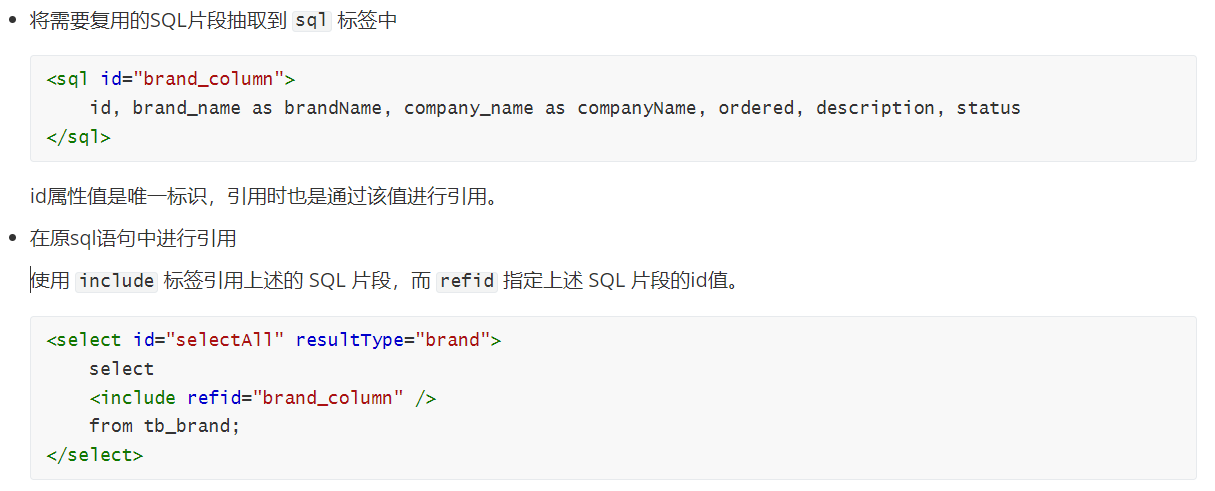 • 将需要复用的SQL片段抽取到 sql 标签中
<sql id="brand_column">
    id, brand_name as brandName, company_name as companyName, ordered, description, status
</sql>
id属性值是唯一标识，引用时也是通过该值进行引用。
• 在原sql语句中进行引用
使用 include 标签引用上述的 SQL 片段，而 refid 指定上述 SQL 片段的id值。
<select id="selectAll" resultType="brand">
    select
    <include refid="brand_column" />
    from tb_brand;
</select>